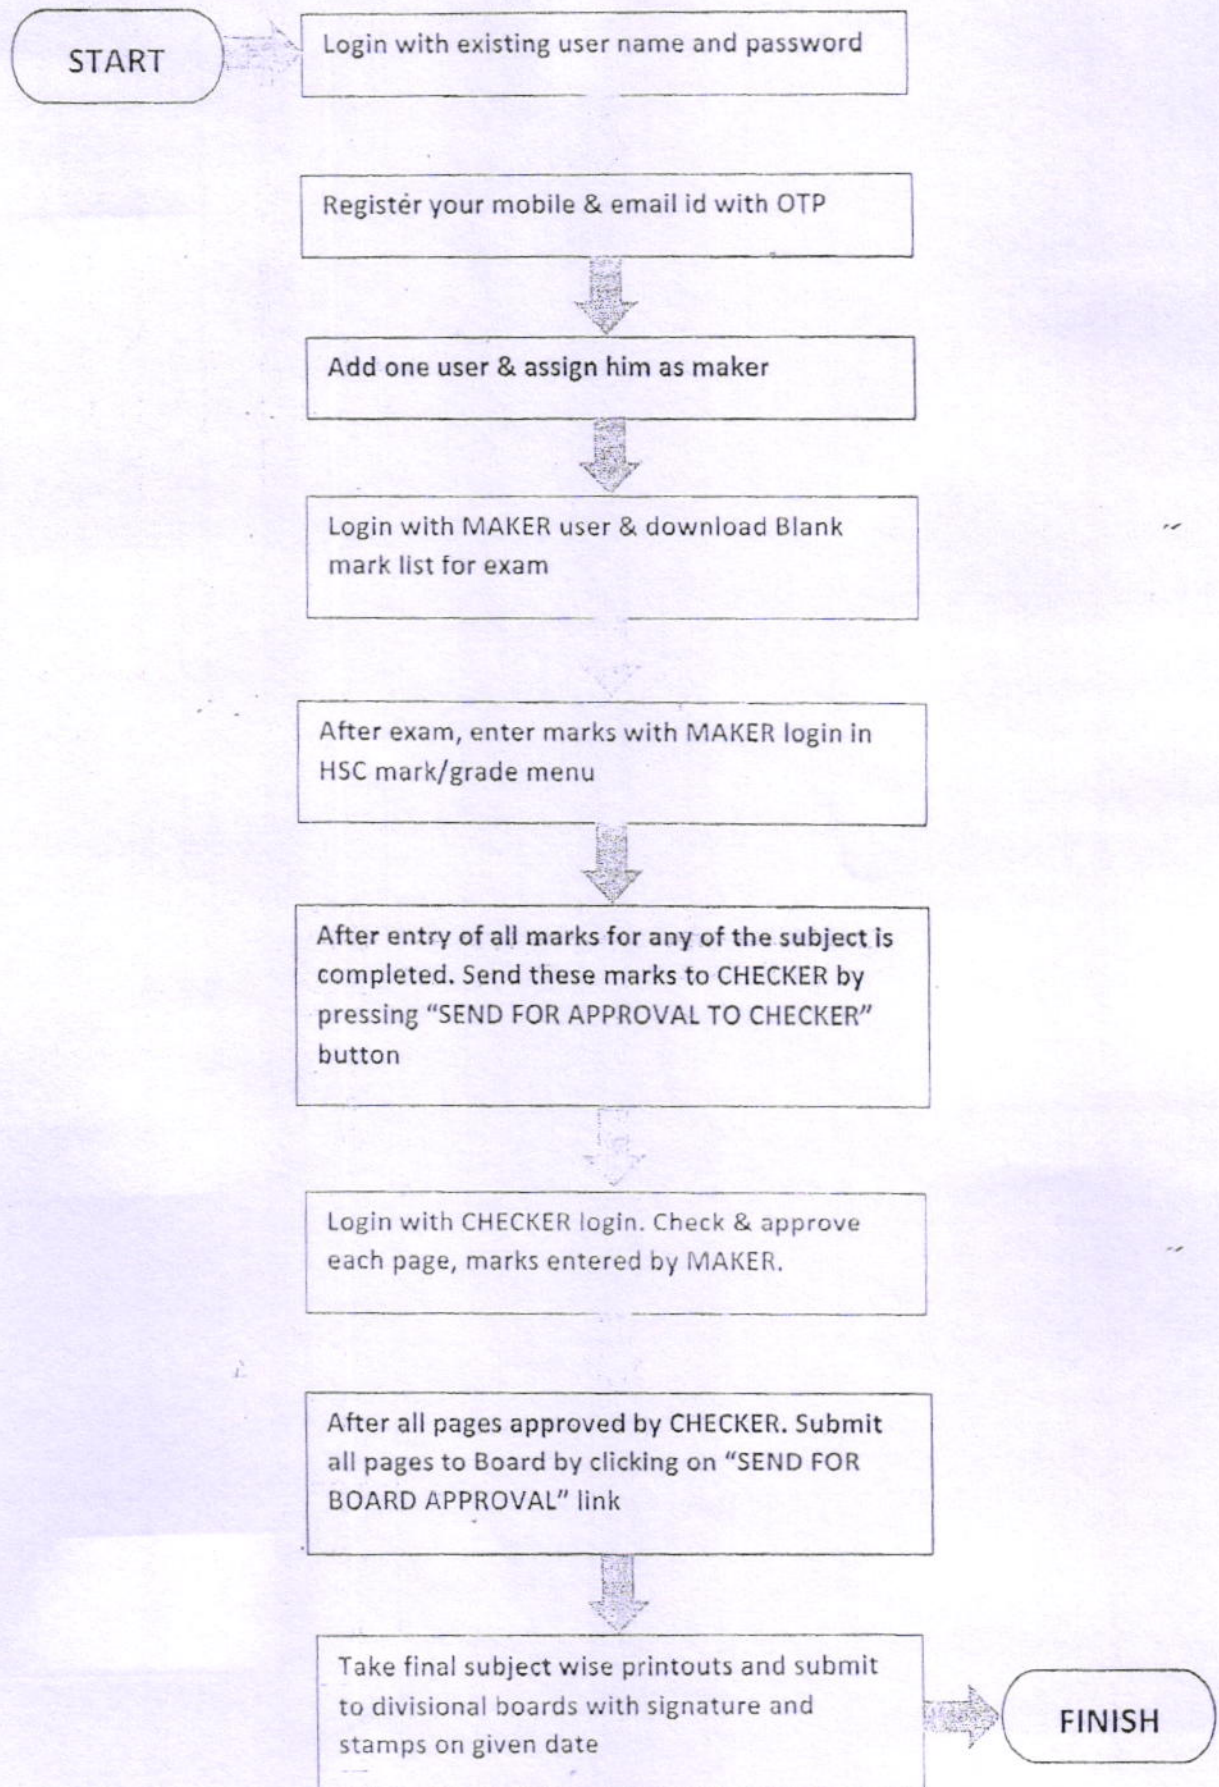 START
Login with existing user name and password
Register your mobile & email id with OTP
Add one user & assign him as maker
Login with MAKER user & download Blank
mark list for exam
After exam, enter marks with MAKER login in
HSC mark/grade menu
After entry of all marks for any of the subject is
completed. Send these marks to CHECKER by
pressing “SEND FOR APPROVAL TO CHECKER”
button
Login with CHECKER login. Check & approve
each page, marks entered by MAKER.
After all pages approved by CHECKER. Submit
all pages to Board by clicking on “SEND FOR
BOARD APPROVAL” link
Take final subject wise printouts and submit
to divisional boards with signature and
stamps on given date
FINISH